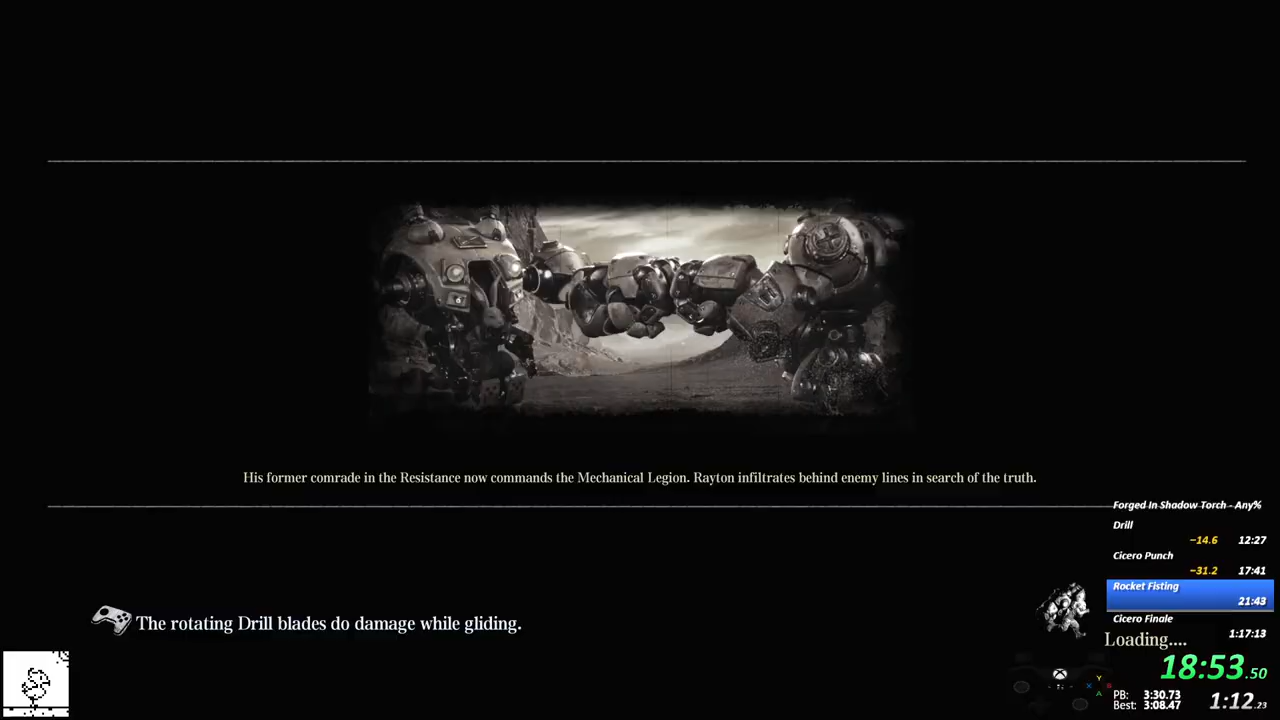 His former comrade in the Resistance now commands the Mechanical Legion. Rayton infiltrates behind enemy lines in search of the truth.
The rotating Drill blades do damage while gliding.
Forged In Shadow Torch - Any%
Drill
−14.6 12:27
Cicero Punch
−31.2 17:41
Rocket Fisting
21:43
Cicero Finale
1:17:13
Loading....
18:53.50
PB: 3:30.73
Best: 3:08.47
1:12.23
Y
X B
A